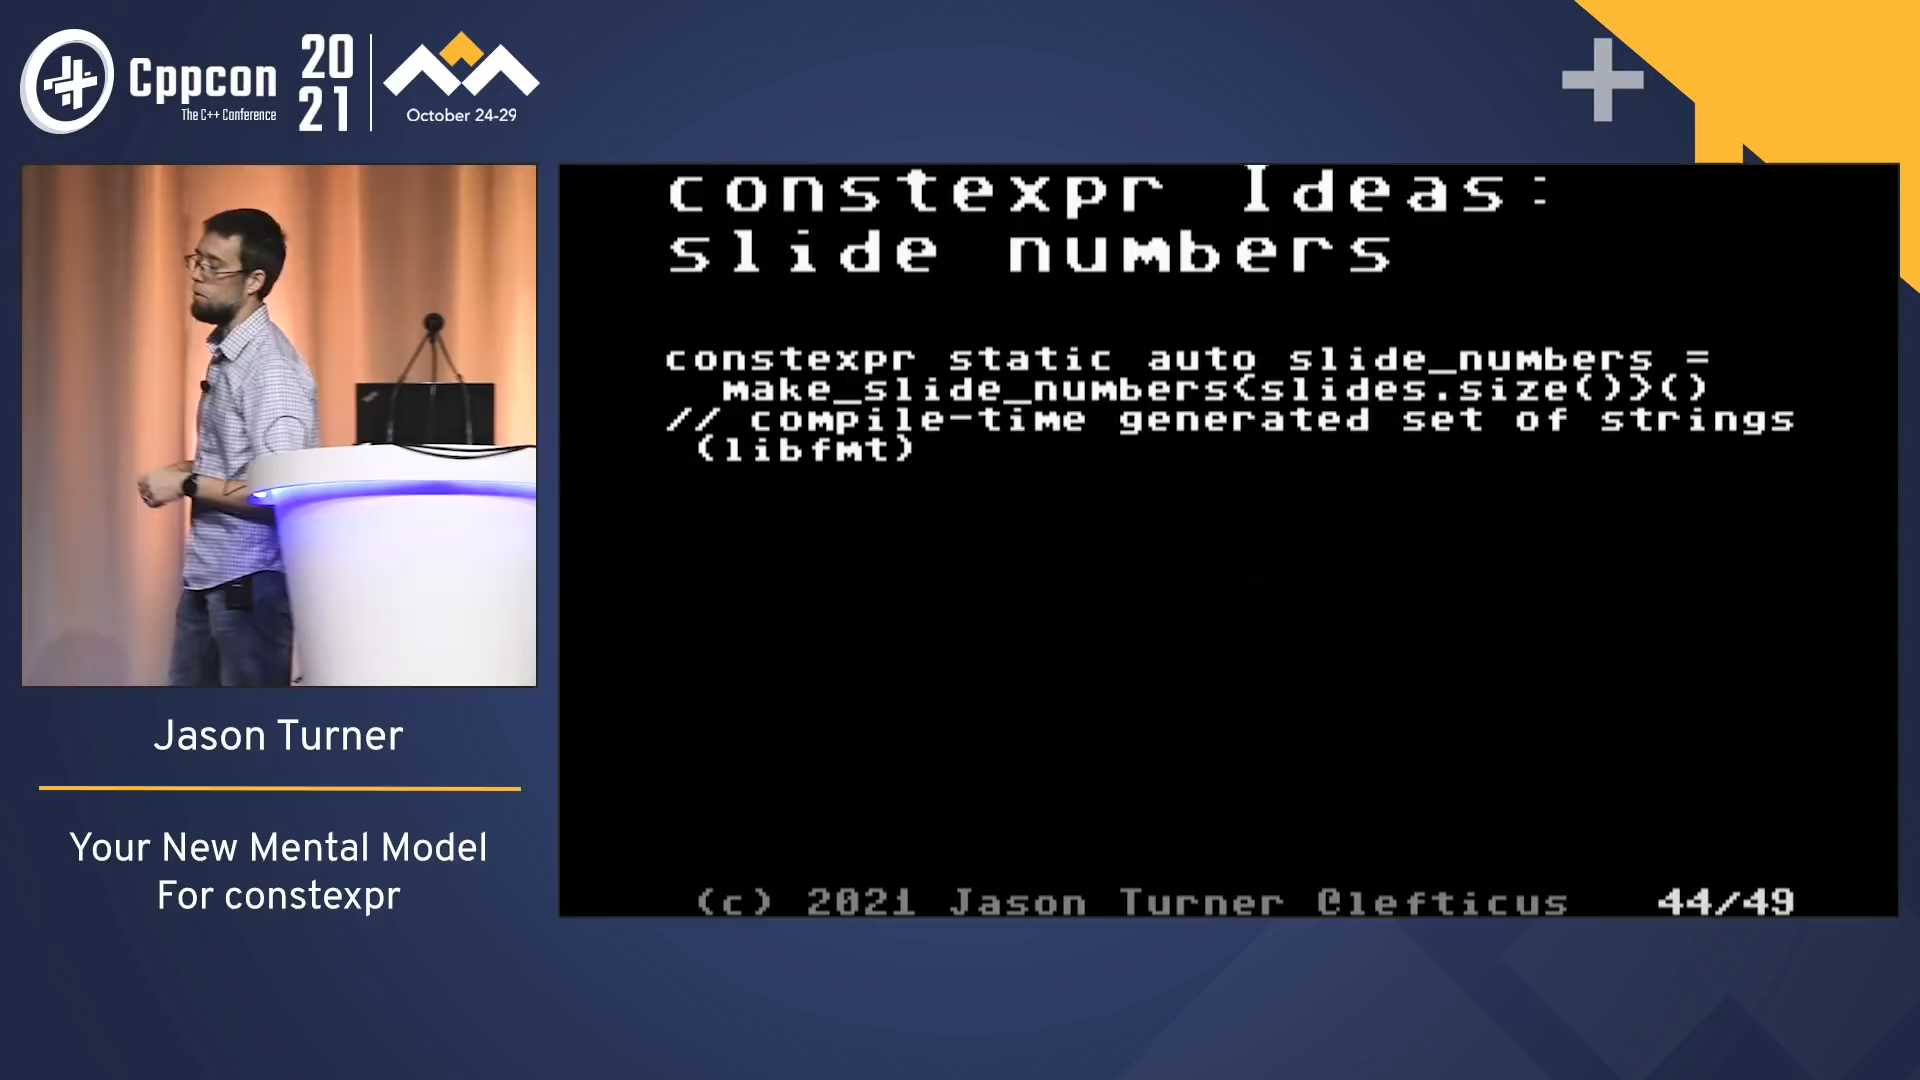 Cppcon
The C++ Conference
20
21
October 24-29
constexpr Ideas:
slide numbers
constexpr static auto slide_numbers =
make_slide_numbers<slides.size()>()
// compile-time generated set of strings
(libfmt)
(c) 2021 Jason Turner @lefticus 44/49
Jason Turner
Your New Mental Model
For constexpr